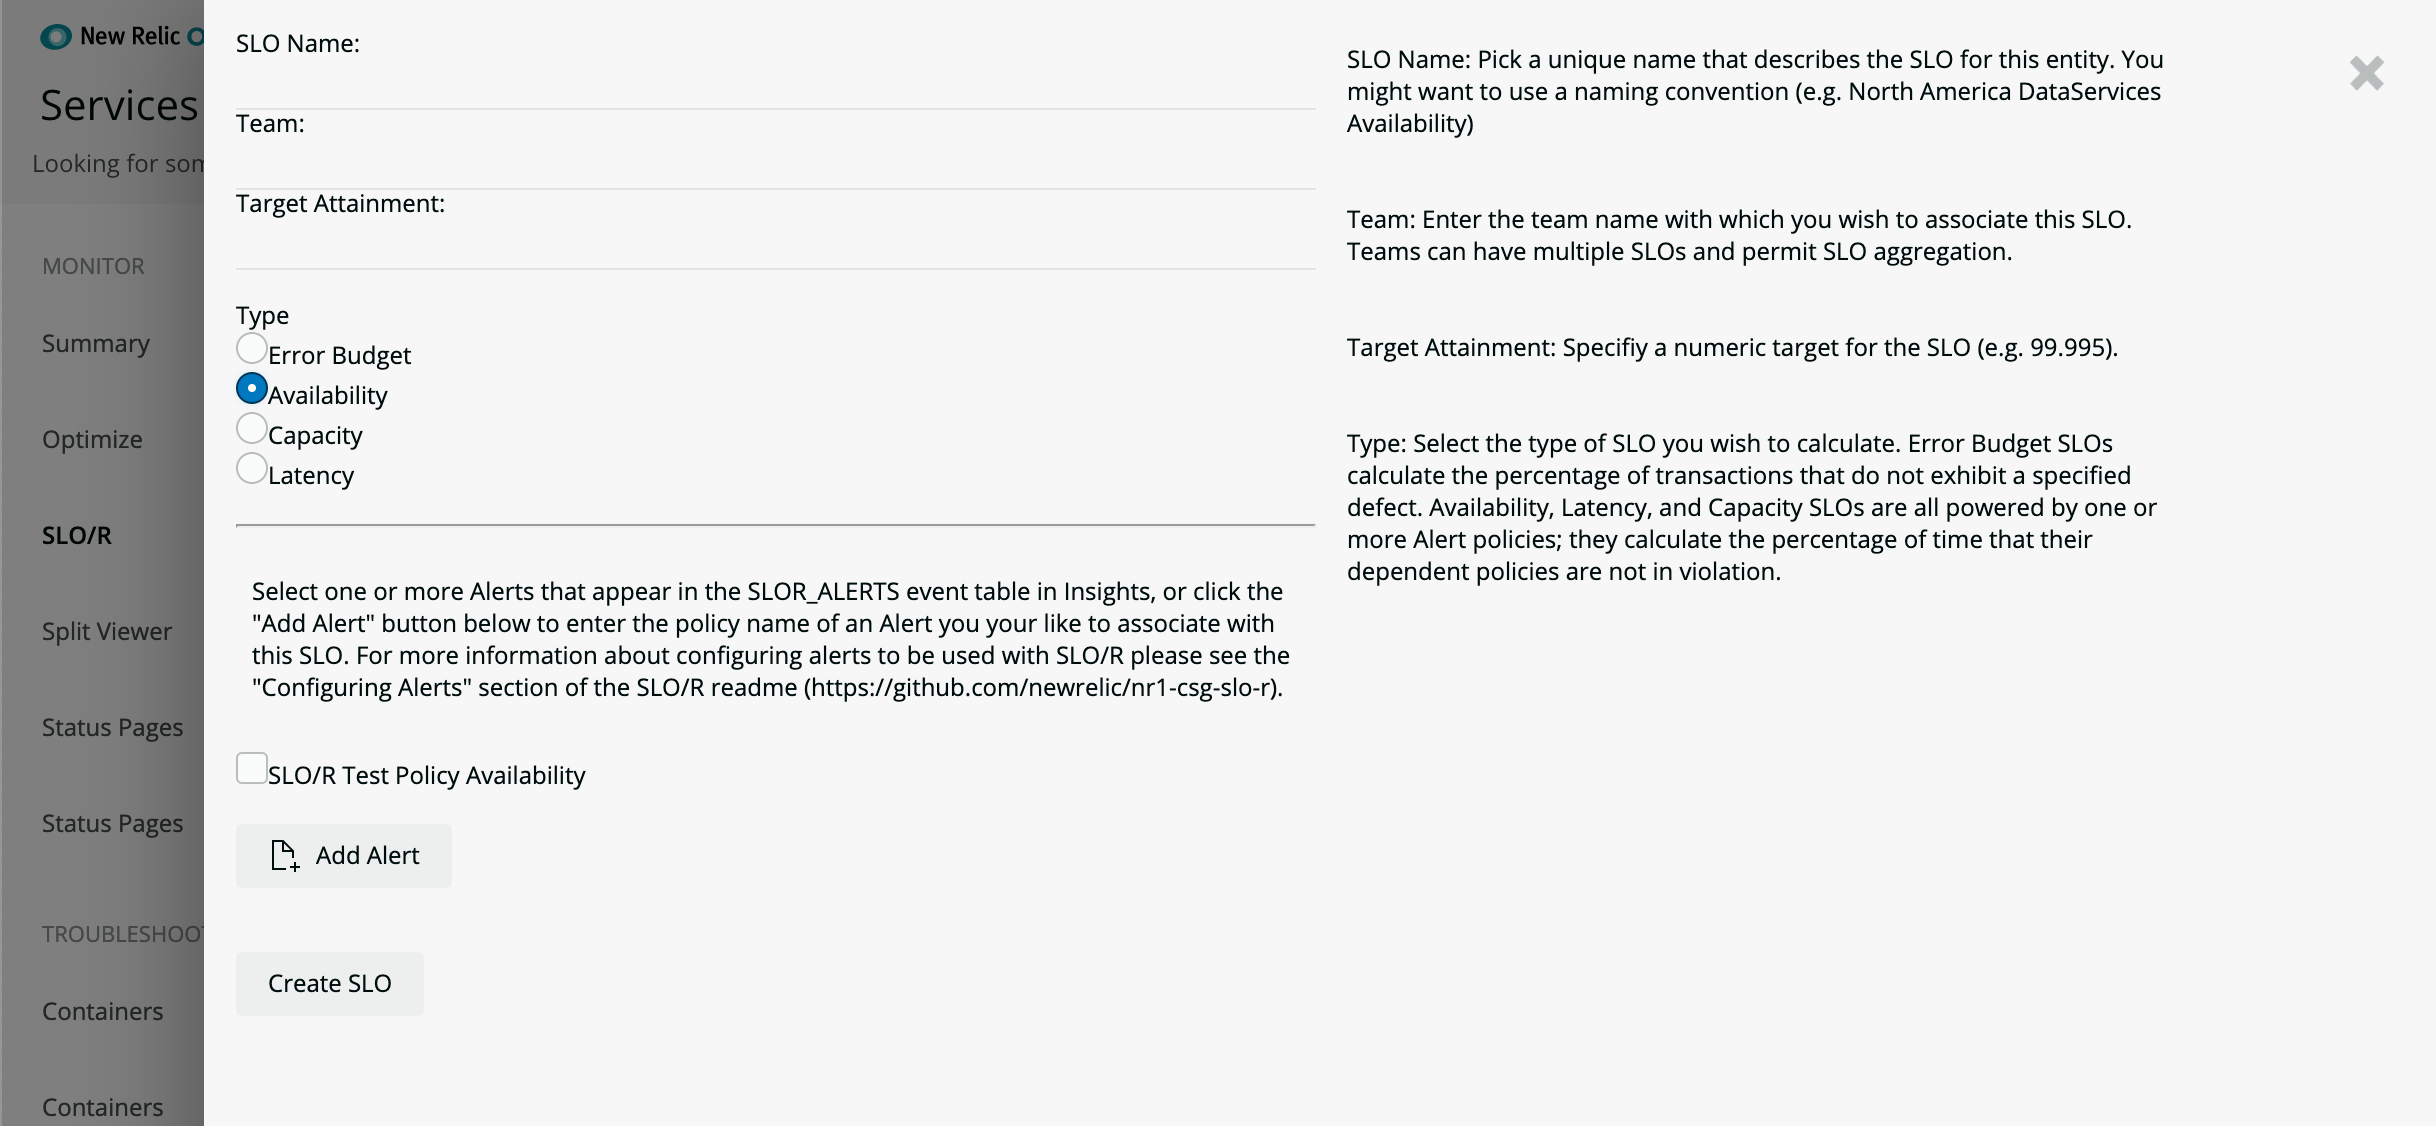 New Relic
Services
Looking for som
MONITOR
Summary
Optimize
SLO/R
Split Viewer
Status Pages
Status Pages
TROUBLESHOOT
Containers
Containers
SLO Name:
Team:
Target Attainment:
Type
Error Budget
Availability
Capacity
Latency
Select one or more Alerts that appear in the SLOR_ALERTS event table in Insights, or click the
"Add Alert" button below to enter the policy name of an Alert you your like to associate with
this SLO. For more information about configuring alerts to be used with SLO/R please see the
"Configuring Alerts" section of the SLO/R readme (https://github.com/newrelic/nr1-csg-slo-r).
SLO/R Test Policy Availability
Add Alert
Create SLO
SLO Name: Pick a unique name that describes the SLO for this entity. You
might want to use a naming convention (e.g. North America DataServices
Availability)
Team: Enter the team name with which you wish to associate this SLO.
Teams can have multiple SLOs and permit SLO aggregation.
Target Attainment: Specifiy a numeric target for the SLO (e.g. 99.995).
Type: Select the type of SLO you wish to calculate. Error Budget SLOs
calculate the percentage of transactions that do not exhibit a specified
defect. Availability, Latency, and Capacity SLOs are all powered by one or
more Alert policies; they calculate the percentage of time that their
dependent policies are not in violation.